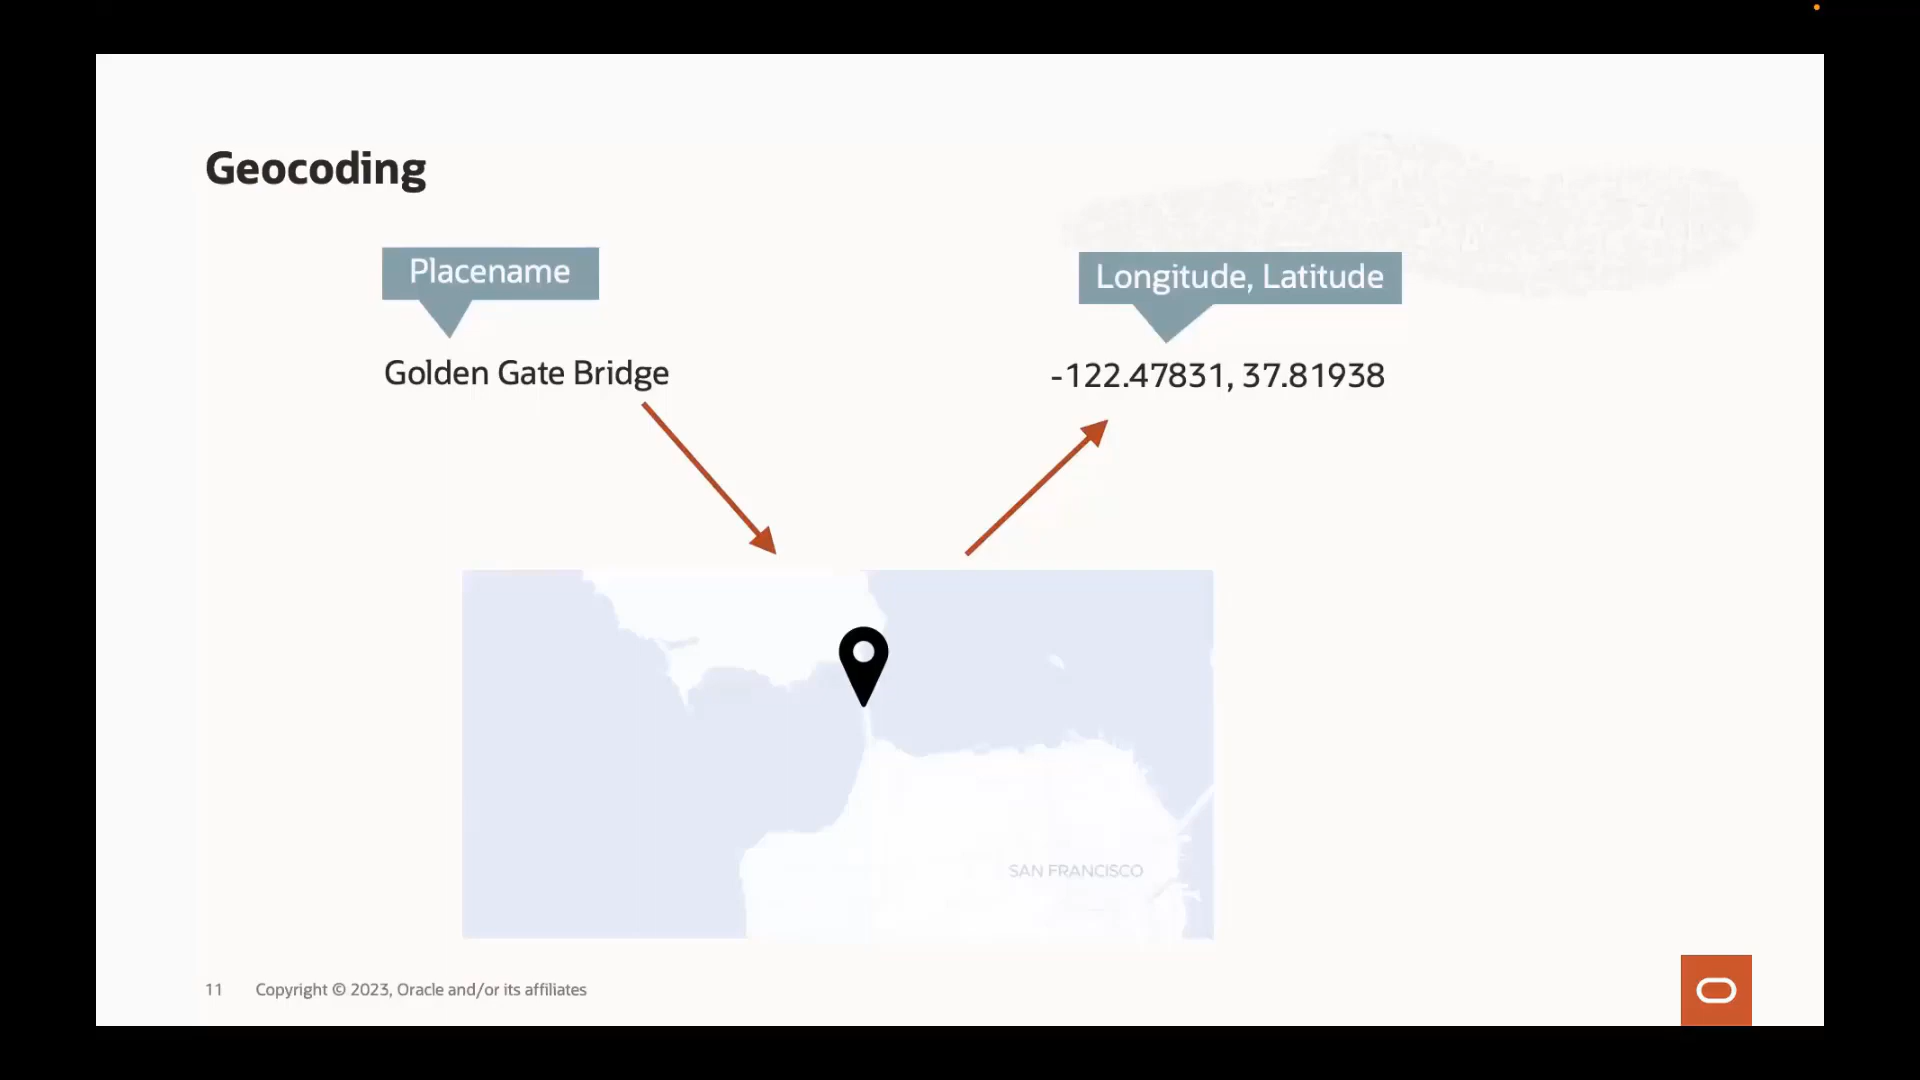 Geocoding
Placename
Longitude, Latitude
Golden Gate Bridge
-122.47831, 37.81938
SAN FRANCISCO
11 Copyright © 2023, Oracle and/or its affiliates